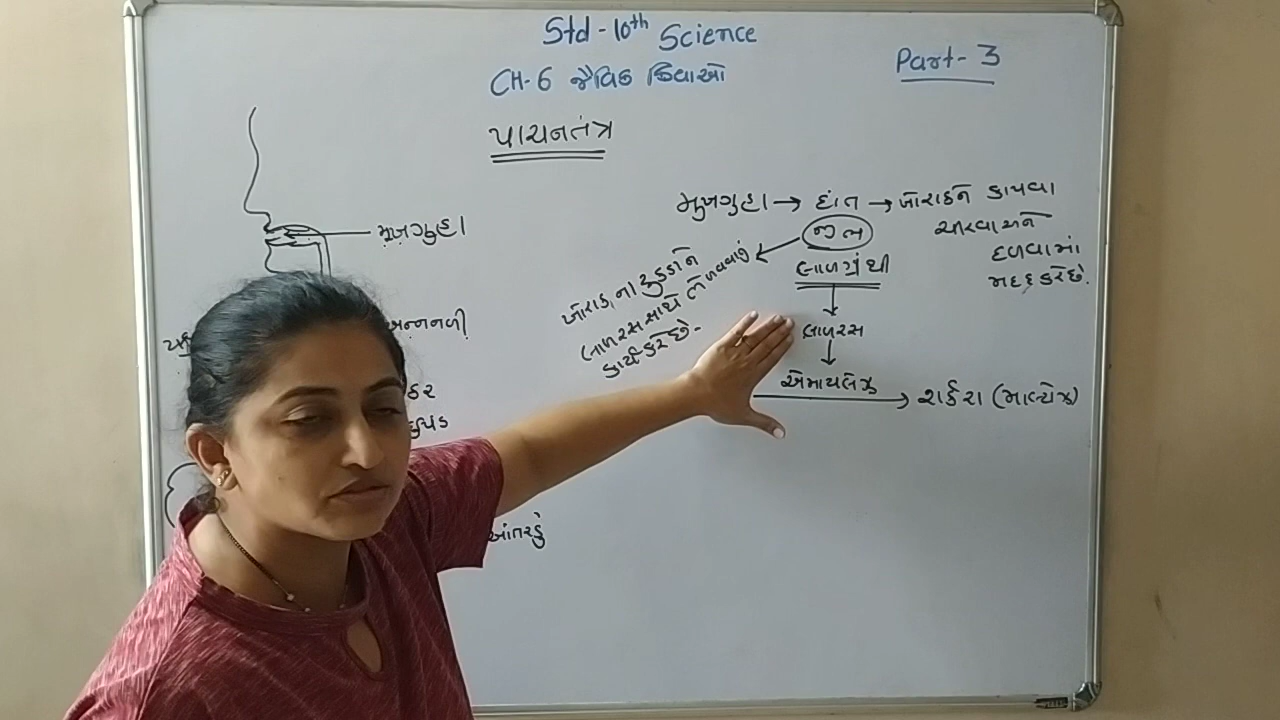 Std - 10th Science
CH-6 જૈવિક ક્રિયાઓ
Part- 3
પાચનતંત્ર
મુખગુહા → દાંત → ખોરાકને કાપવા
ચાવવા અને
દળવામાં
મદદ કરે છે.
જીભ
ખોરાકના ટુકડાને
લાળરસ સાથે ભેળવવાનું
કાર્ય કરે છે.
લાળગ્રંથી
લાળરસ
એમાયલેઝ → શર્કરા (માલ્ટોઝ)
મુખગુહા
અન્નનળી
આંતરડું